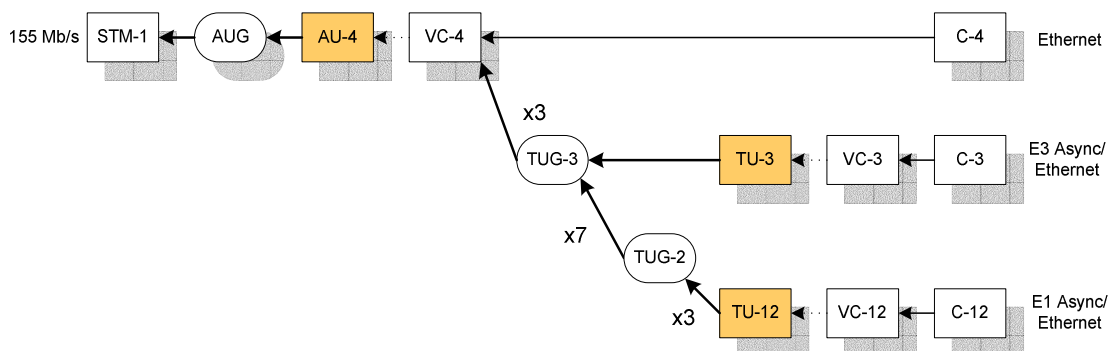 155 Mb/s
STM-1
AUG
AU-4
VC-4
C-4
Ethernet
x3
TUG-3
TU-3
VC-3
C-3
E3 Async/
Ethernet
x7
TUG-2
x3
TU-12
VC-12
C-12
E1 Async/
Ethernet